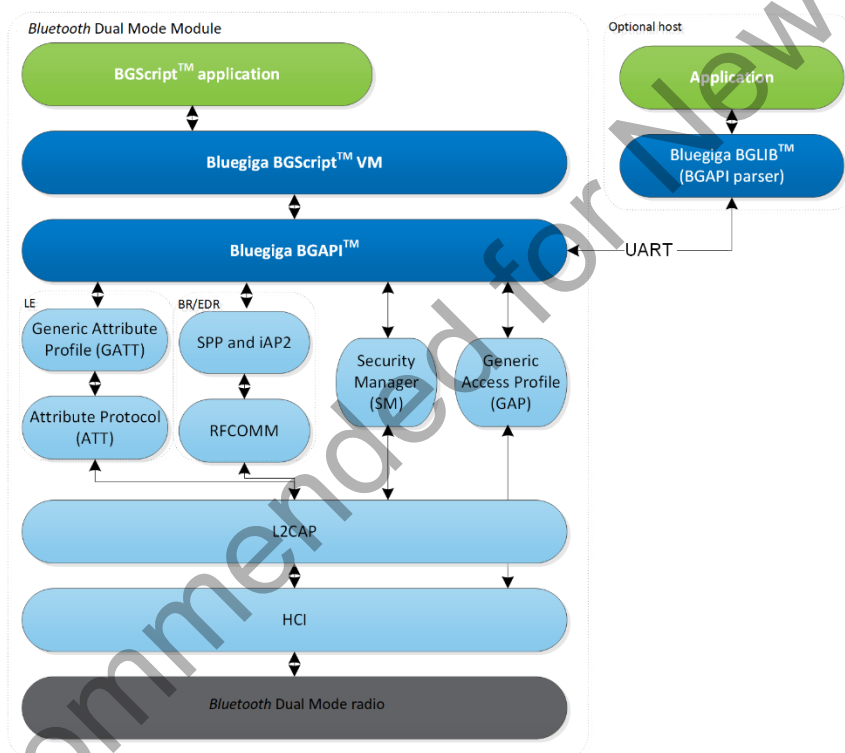 Bluetooth Dual Mode Module
Optional host
BGScript™ application
Application
Bluegiga BGScript™ VM
Bluegiga BGLIB™
(BGAPI parser)
Bluegiga BGAPI™
UART
LE
BR/EDR
Generic Attribute
Profile (GATT)
SPP and iAP2
Security
Manager
(SM)
Generic
Access Profile
(GAP)
Attribute Protocol
(ATT)
RFCOMM
L2CAP
HCI
Bluetooth Dual Mode radio
ommended for New